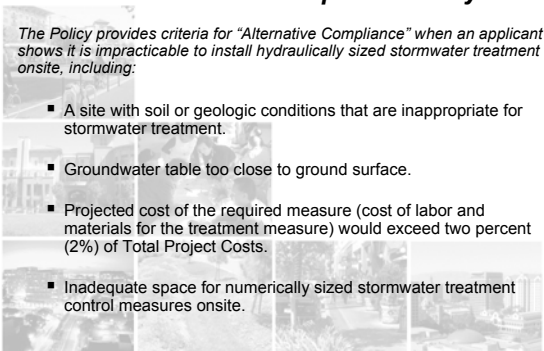 The Policy provides criteria for “Alternative Compliance” when an applicant
shows it is impracticable to install hydraulically sized stormwater treatment
onsite, including:
▪ A site with soil or geologic conditions that are inappropriate for
stormwater treatment.
▪ Groundwater table too close to ground surface.
▪ Projected cost of the required measure (cost of labor and
materials for the treatment measure) would exceed two percent
(2%) of Total Project Costs.
▪ Inadequate space for numerically sized stormwater treatment
control measures onsite.